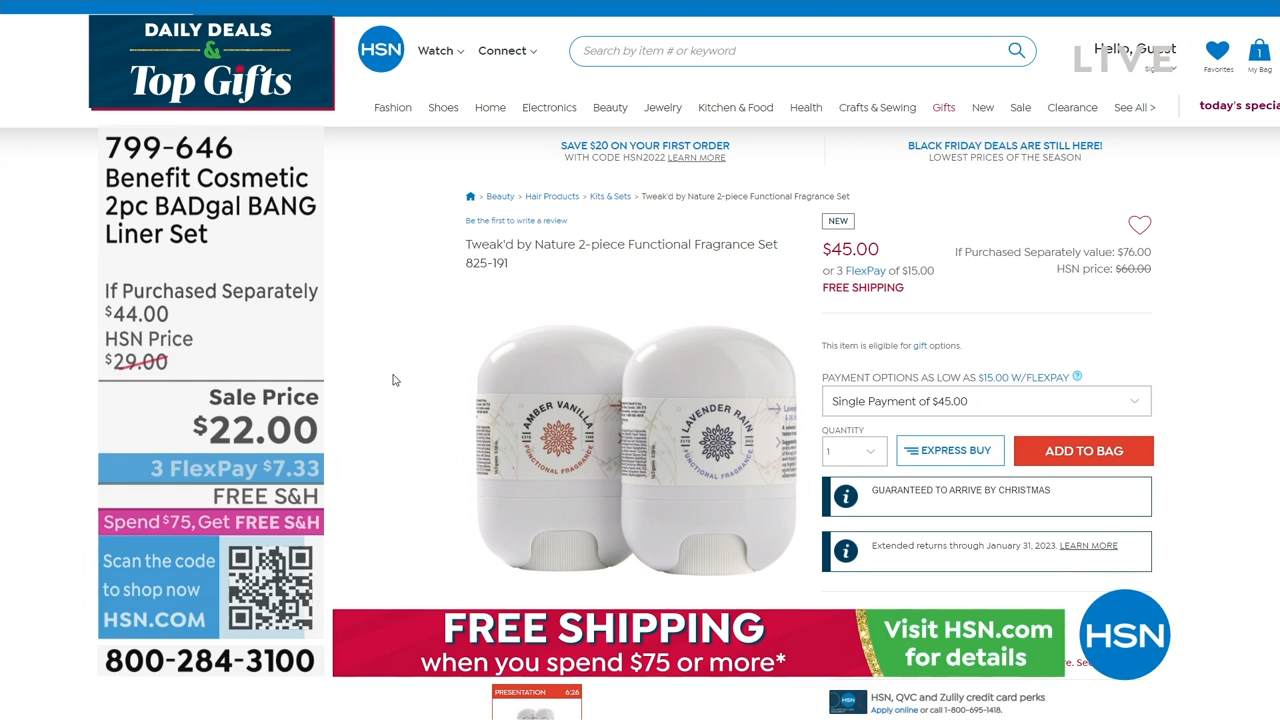 DAILY DEALS
&
Top Gifts
HSN
Watch
Connect
Search by item # or keyword
Hello, Guest
LIVE
Favorites
1
My Bag
Fashion Shoes Home Electronics Beauty Jewelry Kitchen & Food Health Crafts & Sewing Gifts New Sale Clearance See All >
today's specia
SAVE $20 ON YOUR FIRST ORDER
WITH CODE HSN2022 LEARN MORE
BLACK FRIDAY DEALS ARE STILL HERE!
LOWEST PRICES OF THE SEASON
799-646
Benefit Cosmetic
2pc BADgal BANG
Liner Set
If Purchased Separately
$44.00
HSN Price
$29.00
Sale Price
$22.00
3 FlexPay $7.33
FREE S&H
Spend $75, Get FREE S&H
Scan the code
to shop now
HSN.COM
800-284-3100
> Beauty > Hair Products > Kits & Sets > Tweak'd by Nature 2-piece Functional Fragrance Set
Be the first to write a review
Tweak'd by Nature 2-piece Functional Fragrance Set
825-191
AMBER VANILLA
FUNCTIONAL FRAGRANCE
LAVENDER RAIN
FUNCTIONAL FRAGRANCE
NEW
$45.00
If Purchased Separately value: $76.00
or 3 FlexPay of $15.00
HSN price: $60.00
FREE SHIPPING
This item is eligible for gift options.
PAYMENT OPTIONS AS LOW AS $15.00 W/FLEXPAY ?
Single Payment of $45.00
QUANTITY
1
EXPRESS BUY
ADD TO BAG
GUARANTEED TO ARRIVE BY CHRISTMAS
Extended returns through January 31, 2023. LEARN MORE
FREE SHIPPING
when you spend $75 or more*
Visit HSN.com
for details
HSN
PRESENTATION 6:26
HSN
HSN, QVC and Zulily credit card perks
Apply online or call 1-800-695-1418.